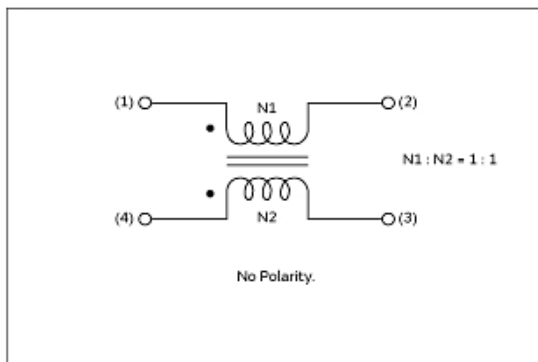 N1
(1) (2)
N1 : N2 = 1 : 1
(4) (3)
N2
No Polarity.